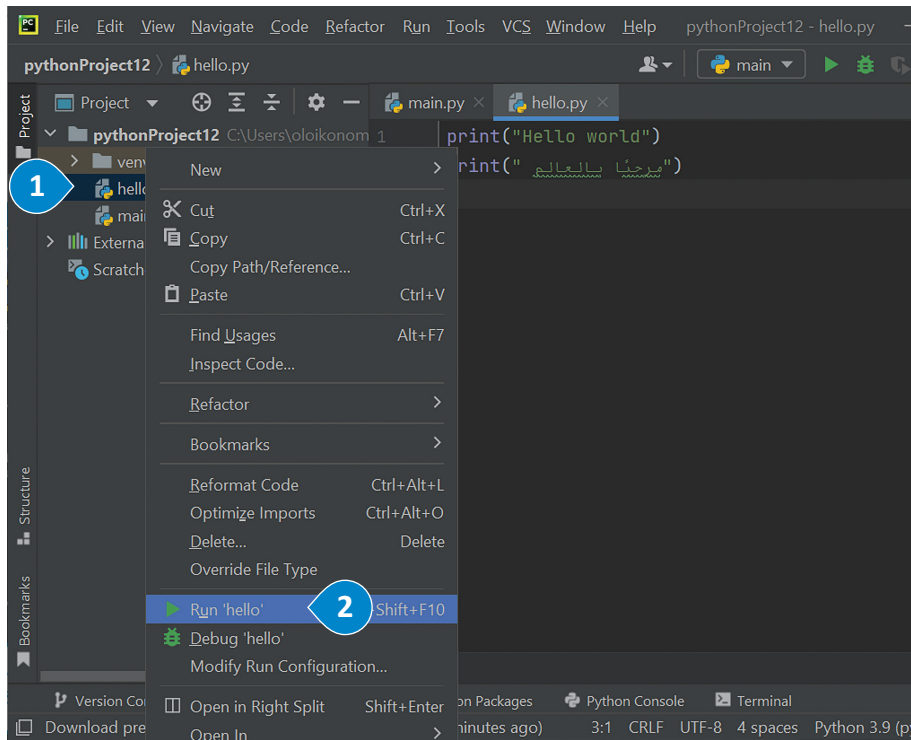 PC File Edit View Navigate Code Refactor Run Tools VCS Window Help pythonProject12 - hello.py
pythonProject12 hello.py main
Project Project main.py hello.py
pythonProject12 C:\Users\oloikonom 1 print("Hello world")
venv
New
print(" مرحبًا بالعالم")
1 hello
Cut Ctrl+X
main
Copy Ctrl+C
External
Copy Path/Reference...
Scratch
Paste Ctrl+V
Find Usages Alt+F7
Inspect Code...
Refactor
Bookmarks
Structure
Reformat Code Ctrl+Alt+L
Optimize Imports Ctrl+Alt+O
Delete... Delete
Override File Type
Bookmarks
Run 'hello' 2 Shift+F10
Debug 'hello'
Modify Run Configuration...
Version Co
Open in Right Split Shift+Enter
on Packages Python Console Terminal
Download pre
Open In
minutes ago) 3:1 CRLF UTF-8 4 spaces Python 3.9 (py